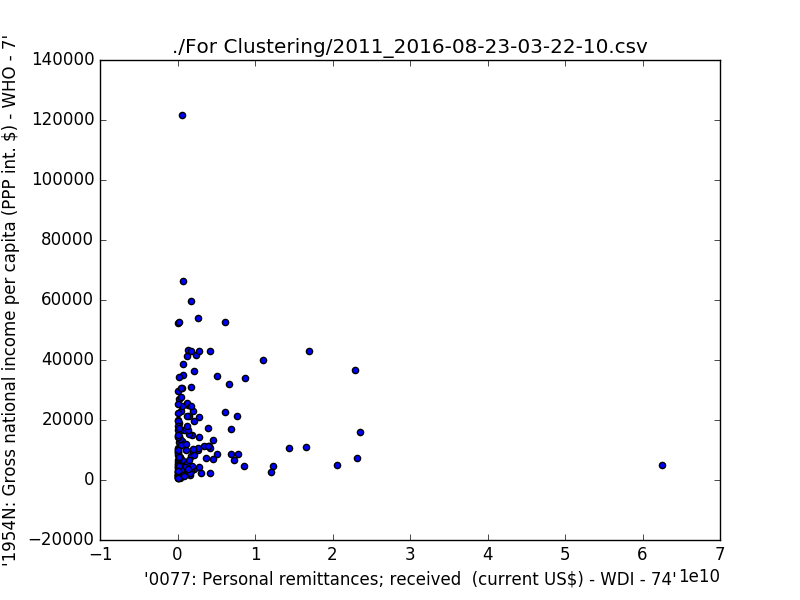 ./For Clustering/2011_2016-08-23-03-22-10.csv
'1954N: Gross national income per capita (PPP int. $) - WHO - 7'
140000
120000
100000
80000
60000
40000
20000
0
−20000
−1 0 1 2 3 4 5 6 7
1e10
'0077: Personal remittances; received  (current US$) - WDI - 74'